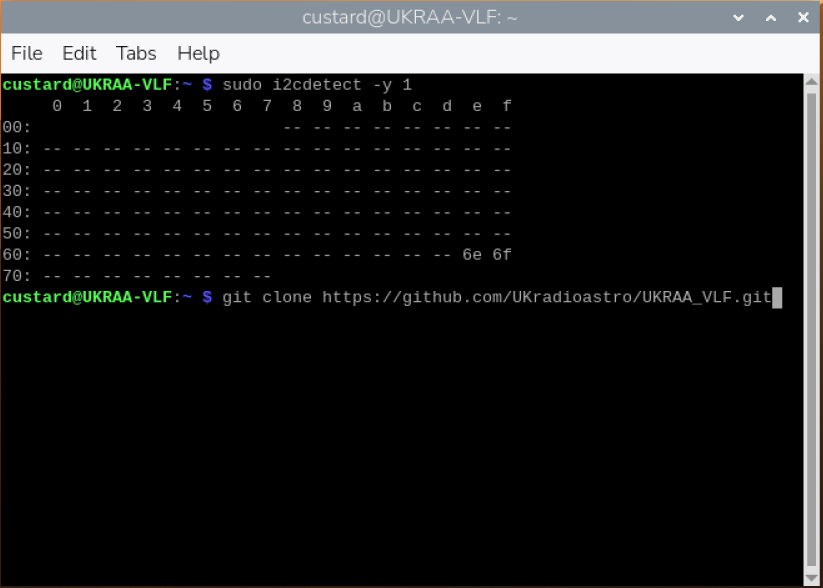 custard@UKRAA-VLF: ~
File Edit Tabs Help
custard@UKRAA-VLF:~ $ sudo i2cdetect -y 1
     0  1  2  3  4  5  6  7  8  9  a  b  c  d  e  f
00:                         -- -- -- -- -- -- -- --
10: -- -- -- -- -- -- -- -- -- -- -- -- -- -- -- --
20: -- -- -- -- -- -- -- -- -- -- -- -- -- -- -- --
30: -- -- -- -- -- -- -- -- -- -- -- -- -- -- -- --
40: -- -- -- -- -- -- -- -- -- -- -- -- -- -- -- --
50: -- -- -- -- -- -- -- -- -- -- -- -- -- -- -- --
60: -- -- -- -- -- -- -- -- -- -- -- -- -- -- 6e 6f
70: -- -- -- -- -- -- -- --
custard@UKRAA-VLF:~ $ git clone https://github.com/UKradioastro/UKRAA_VLF.git